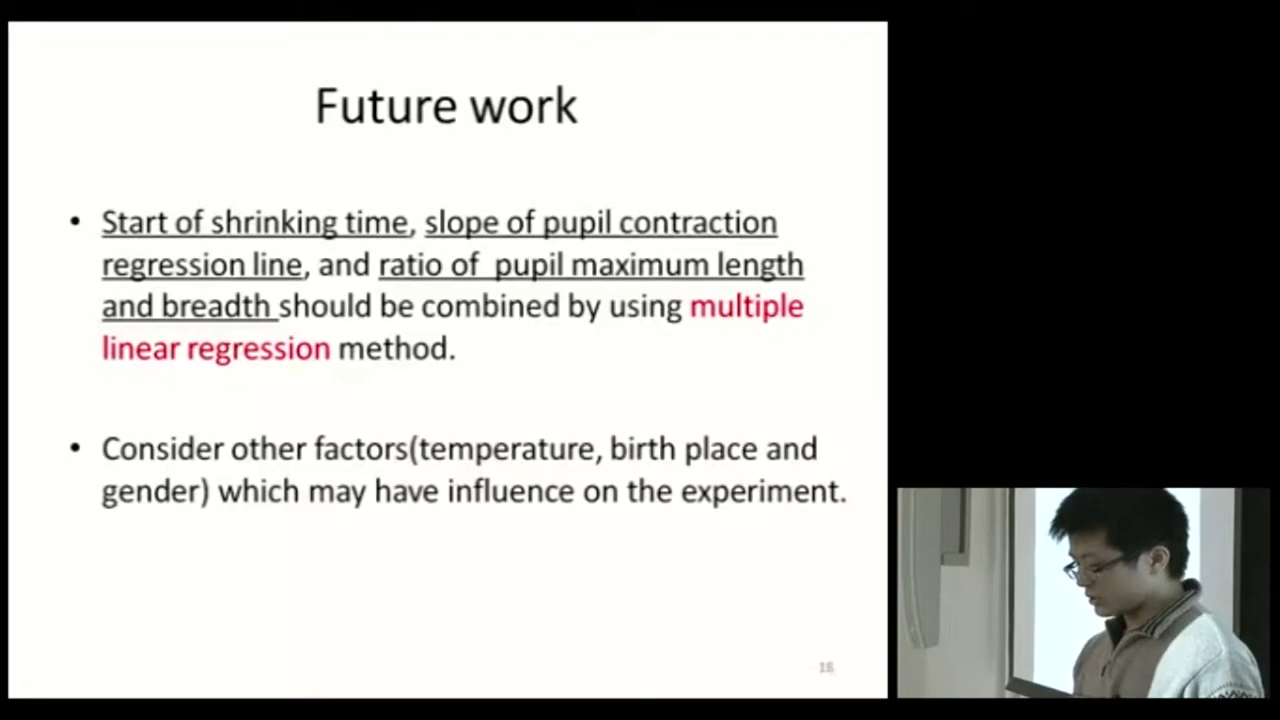 Future work
• Start of shrinking time, slope of pupil contraction
regression line, and ratio of pupil maximum length
and breadth should be combined by using multiple
linear regression method.
• Consider other factors(temperature, birth place and
gender) which may have influence on the experiment.
16